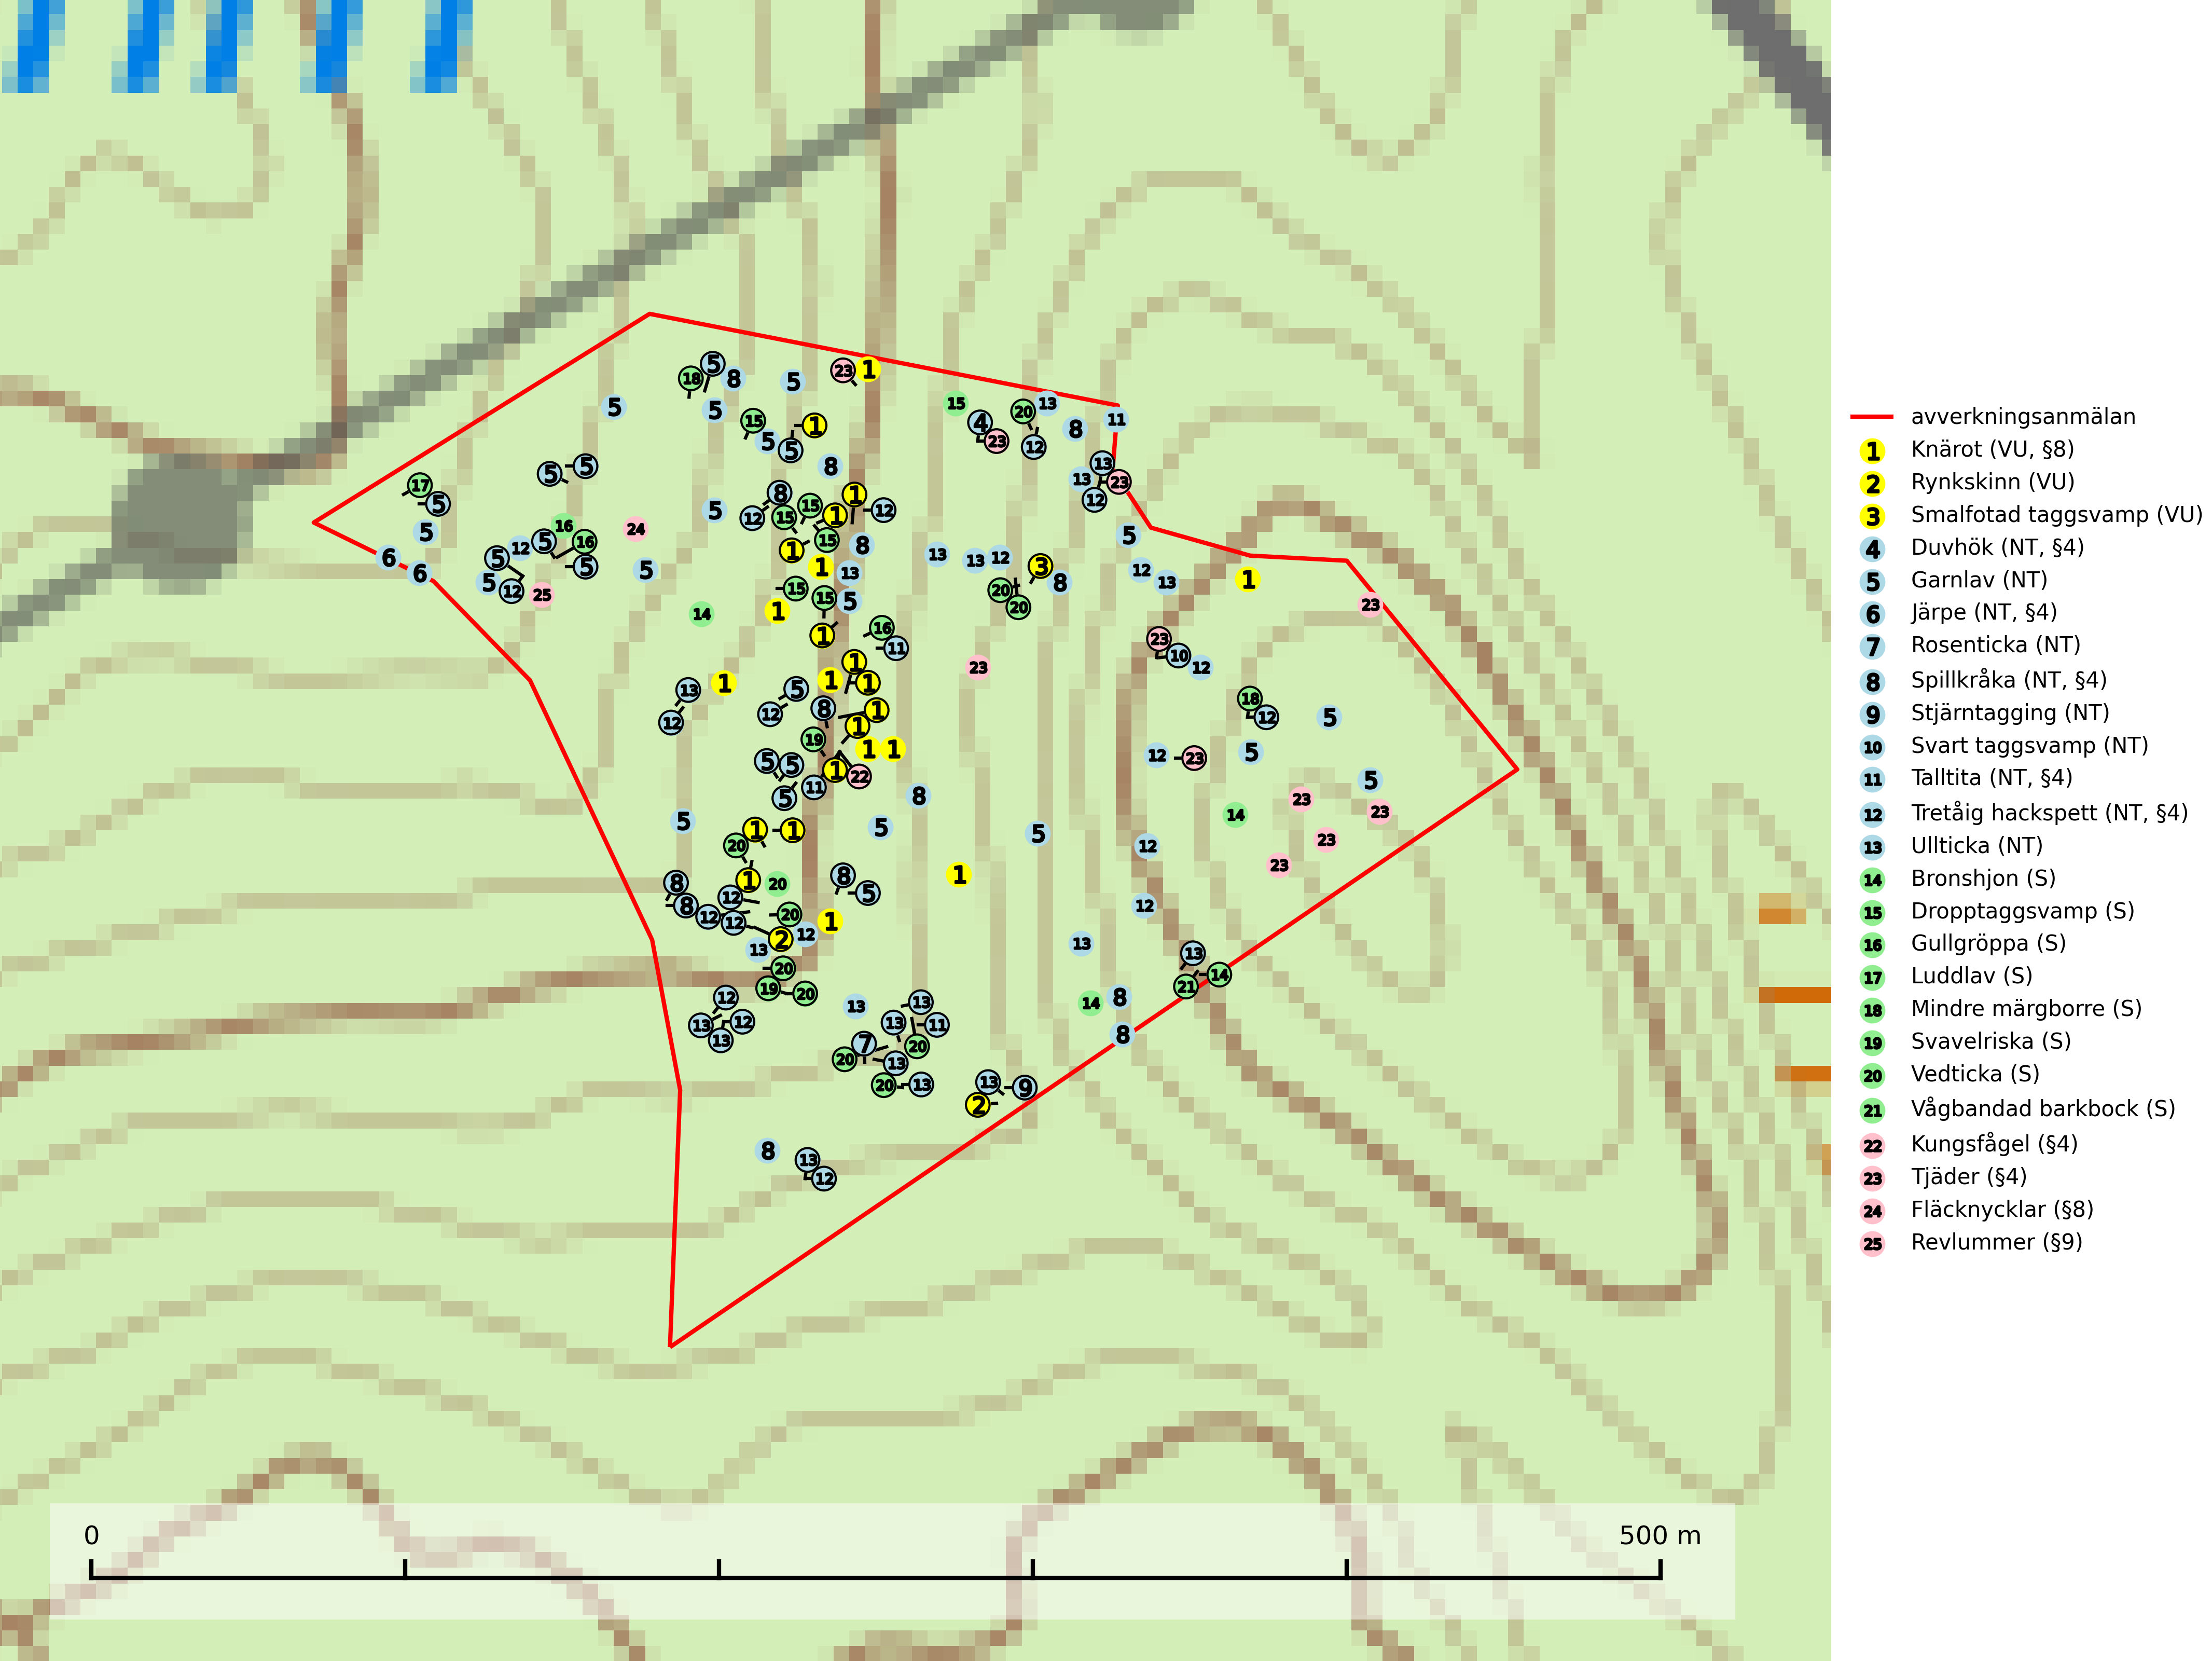 avverkningsanmälan
1 Knärot (VU, §8)
2 Rynkskinn (VU)
3 Smalfotad taggsvamp (VU)
4 Duvhök (NT, §4)
5 Garnlav (NT)
6 Järpe (NT, §4)
7 Rosenticka (NT)
8 Spillkråka (NT, §4)
9 Stjärntagging (NT)
10 Svart taggsvamp (NT)
11 Talltita (NT, §4)
12 Tretåig hackspett (NT, §4)
13 Ullticka (NT)
14 Bronshjon (S)
15 Dropptaggsvamp (S)
16 Gullgröppa (S)
17 Luddlav (S)
18 Mindre märgborre (S)
19 Svavelriska (S)
20 Vedticka (S)
21 Vågbandad barkbock (S)
22 Kungsfågel (§4)
23 Tjäder (§4)
24 Fläcknycklar (§8)
25 Revlummer (§9)
0 500 m